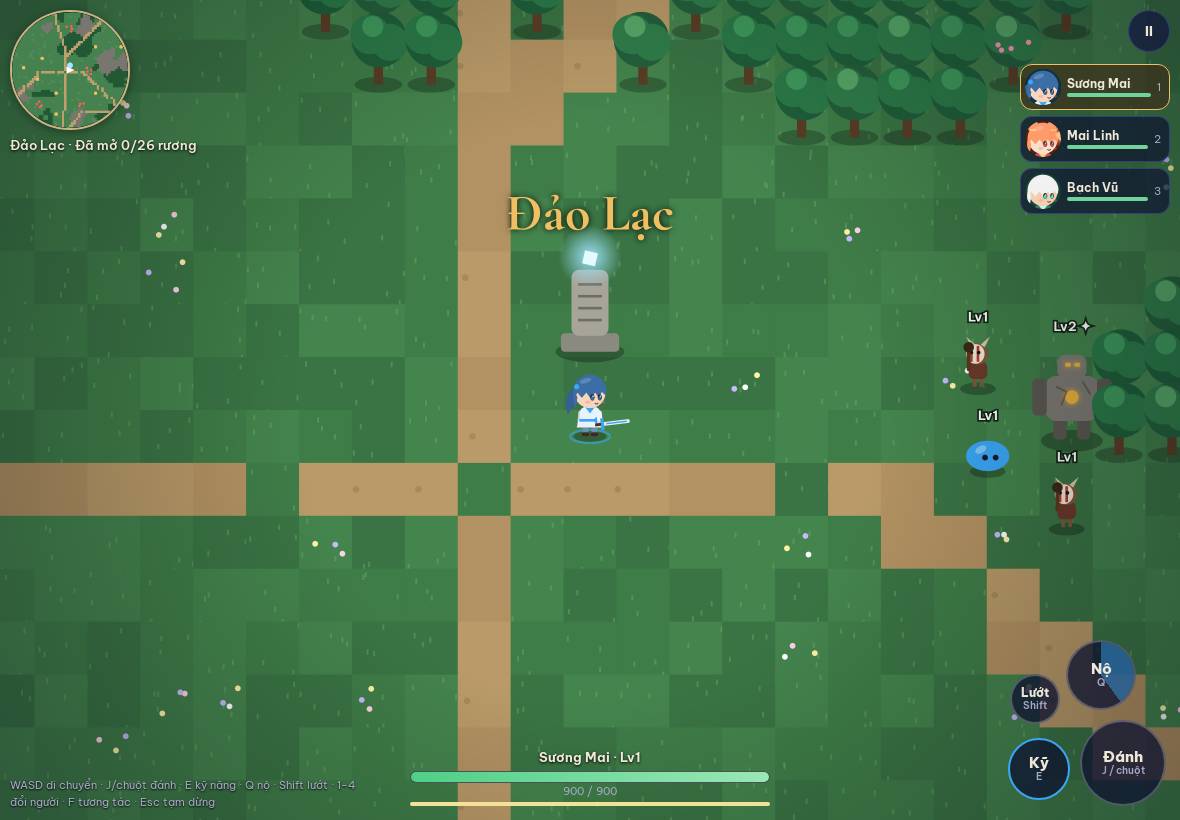 Đảo Lạc · Đã mở 0/26 rương
Sương Mai 1
Mai Linh 2
Bạch Vũ 3
Đảo Lạc
Lv1
Lv2✦
Lv1
Lv1
Nộ
Q
Lướt
Shift
Kỹ
E
Đánh
J / chuột
Sương Mai · Lv1
900 / 900
WASD di chuyển · J/chuột đánh · E kỹ năng · Q nộ · Shift lướt · 1-4
đổi người · F tương tác · Esc tạm dừng